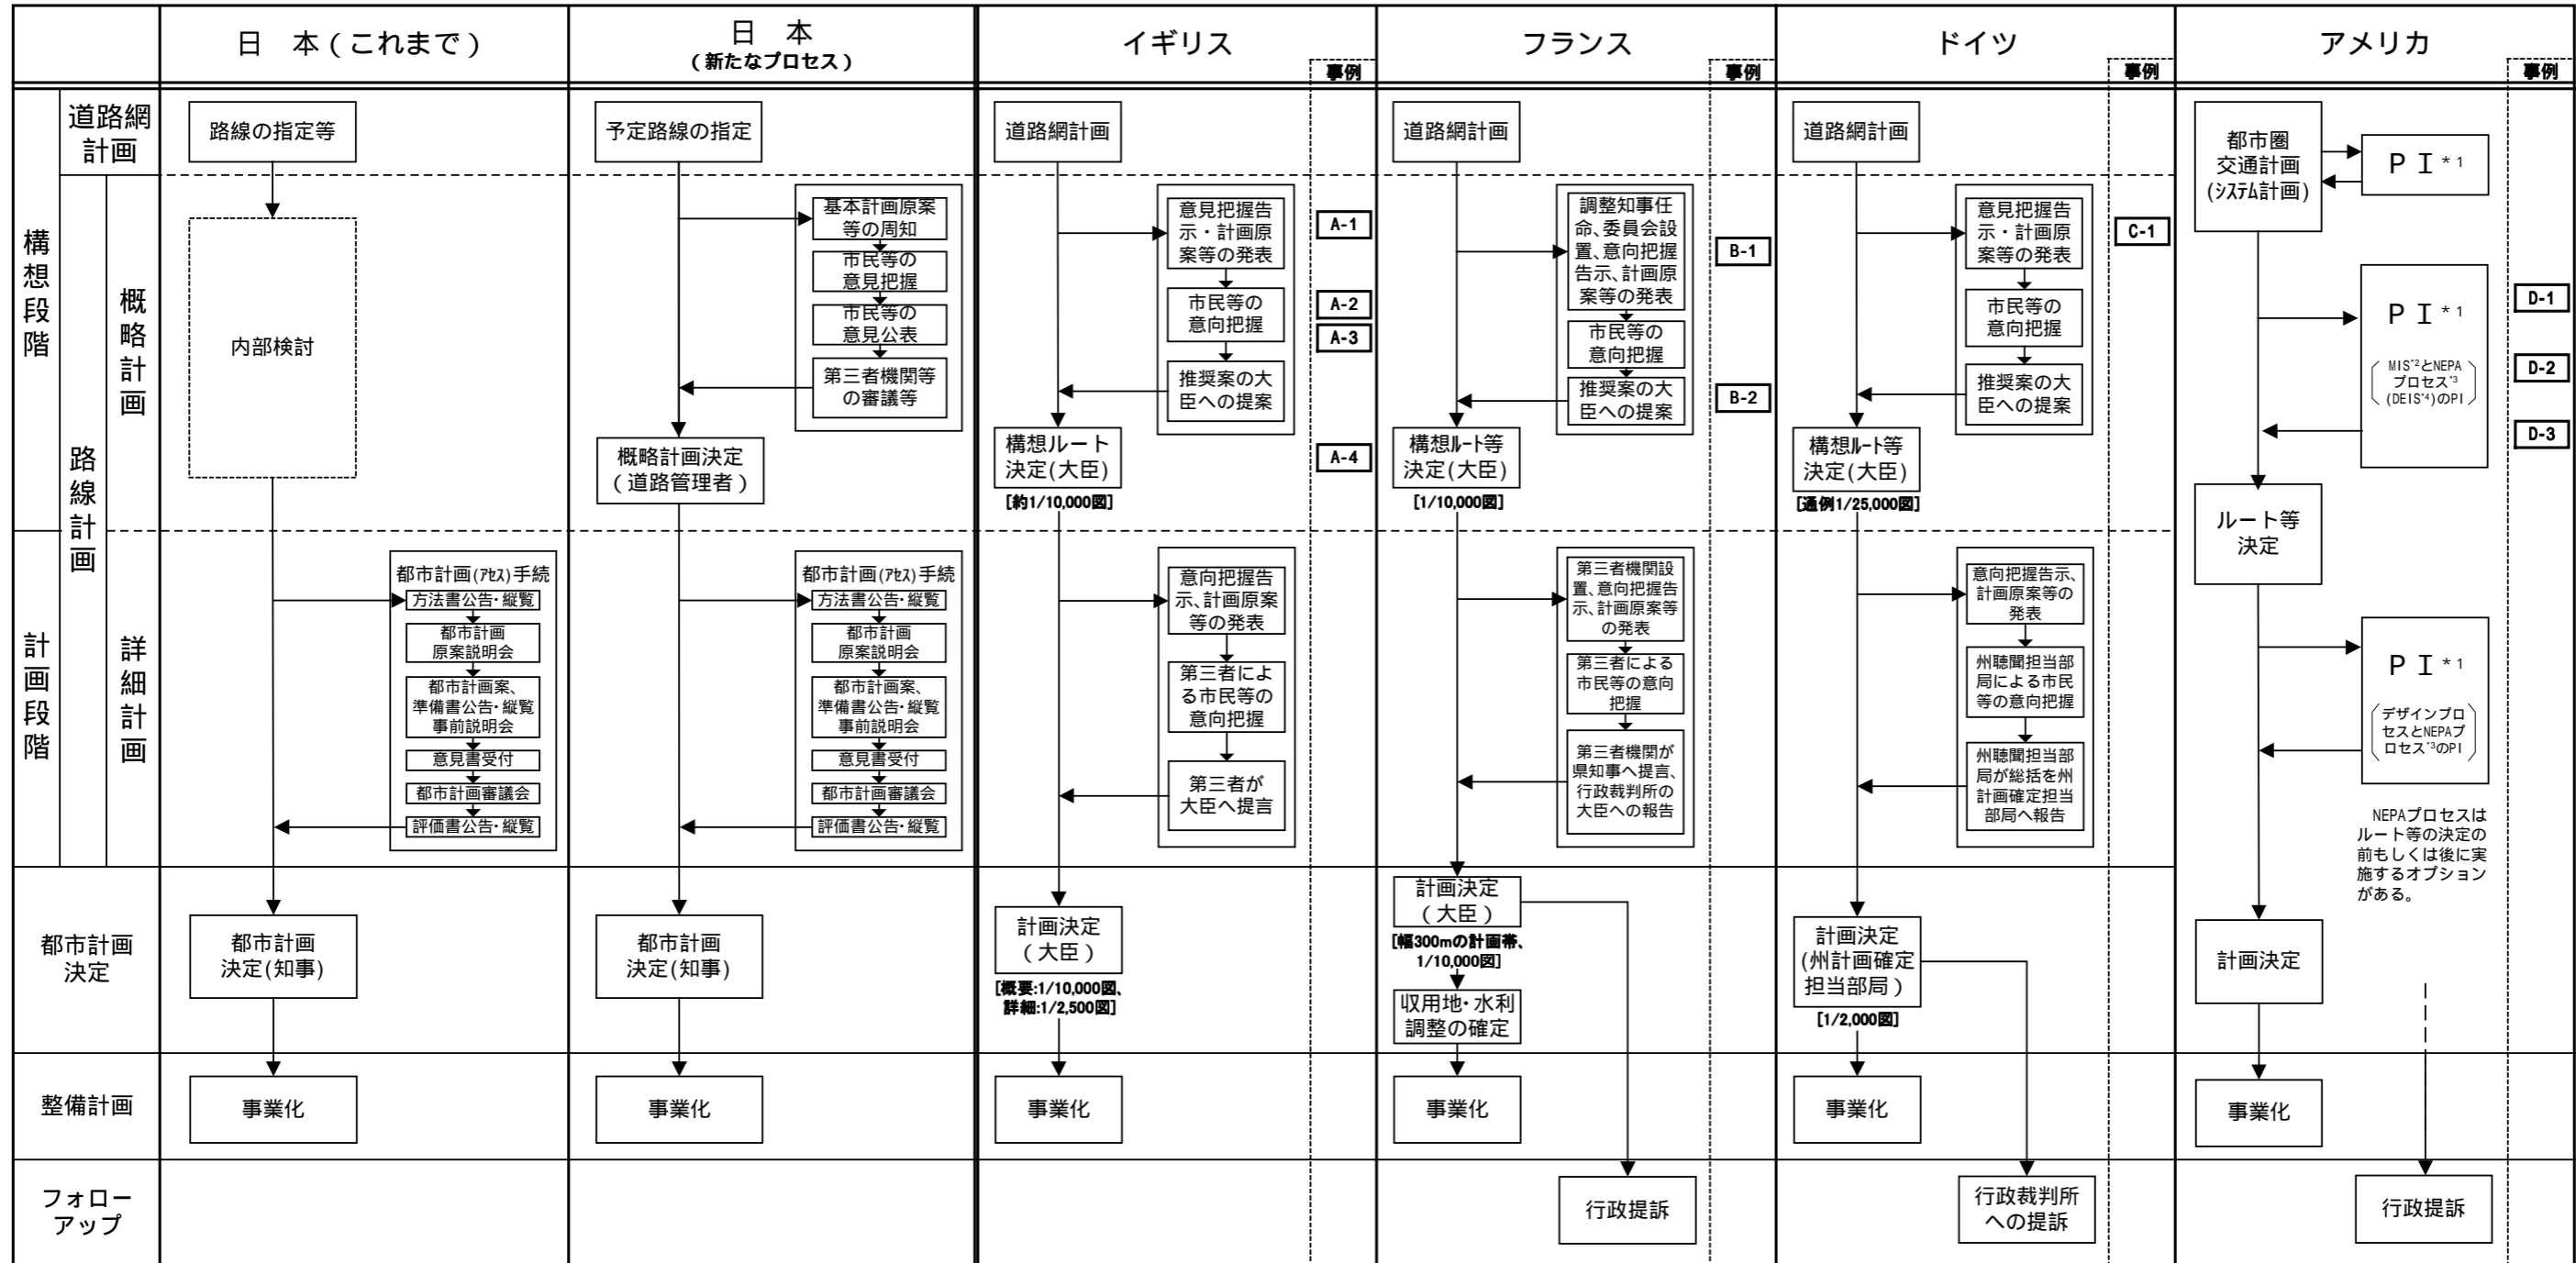 日 本(これまで)
日 本
(新たなプロセス)
イギリス
事例
フランス
事例
ドイツ
事例
アメリカ
事例
構想段階
計画段階
道路網
計画
路線計画
概略計画
詳細計画
都市計画
決定
整備計画
フォロー
アップ
路線の指定等
内部検討
都市計画(アセス)手続
方法書公告・縦覧
都市計画
原案説明会
都市計画案、
準備書公告・縦覧
事前説明会
意見書受付
都市計画審議会
評価書公告・縦覧
都市計画
決定(知事)
事業化
予定路線の指定
基本計画原案
等の周知
市民等の
意見把握
市民等の
意見公表
第三者機関等
の審議等
概略計画決定
(道路管理者)
都市計画(アセス)手続
方法書公告・縦覧
都市計画
原案説明会
都市計画案、
準備書公告・縦覧
事前説明会
意見書受付
都市計画審議会
評価書公告・縦覧
都市計画
決定(知事)
事業化
道路網計画
意見把握告
示・計画原
案等の発表
市民等の
意向把握
推奨案の大
臣への提案
構想ルート
決定(大臣)
[約1/10,000図]
意向把握告
示、計画原案
等の発表
第三者によ
る市民等の
意向把握
第三者が
大臣へ提言
計画決定
(大臣)
[概要:1/10,000図、
詳細:1/2,500図]
事業化
A-1
A-2
A-3
A-4
道路網計画
調整知事任
命、委員会設
置、意向把握
告示、計画原
案等の発表
市民等の
意向把握
推奨案の大
臣への提案
構想ルート等
決定(大臣)
[1/10,000図]
第三者機関設
置、意向把握告
示、計画原案等
の発表
第三者による
市民等の意向
把握
第三者機関が
県知事へ提言、
行政裁判所の
大臣への報告
計画決定
(大臣)
[幅300mの計画帯、
1/10,000図]
収用地・水利
調整の確定
事業化
行政提訴
B-1
B-2
道路網計画
意見把握告
示・計画原
案等の発表
市民等の
意向把握
推奨案の大
臣への提案
構想ルート等
決定(大臣)
[通例1/25,000図]
意向把握告示、
計画原案等の
発表
州聴聞担当部
局による市民
等の意向把握
州聴聞担当部
局が総括を州
計画確定担当
部局へ報告
計画決定
(州計画確定
担当部局)
[1/2,000図]
事業化
行政裁判所
への提訴
C-1
都市圏
交通計画
(システム計画)
PI*1
PI*1
MIS*2とNEPA
プロセス*3
(DEIS*4)のPI
ルート等
決定
PI*1
デザインプロ
セスとNEPAプ
ロセス*3のPI
NEPAプロセスは
ルート等の決定の
前もしくは後に実
施するオプション
がある。
計画決定
事業化
行政提訴
D-1
D-2
D-3